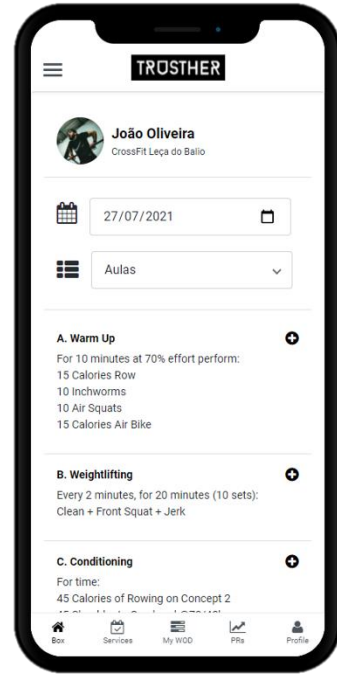 TRUSTHER
João Oliveira
CrossFit Leça do Balio
27/07/2021
Aulas
A. Warm Up
For 10 minutes at 70% effort perform:
15 Calories Row
10 Inchworms
10 Air Squats
15 Calories Air Bike
B. Weightlifting
Every 2 minutes, for 20 minutes (10 sets):
Clean + Front Squat + Jerk
C. Conditioning
For time:
45 Calories of Rowing on Concept 2
Box Services My WOD PRs Profile